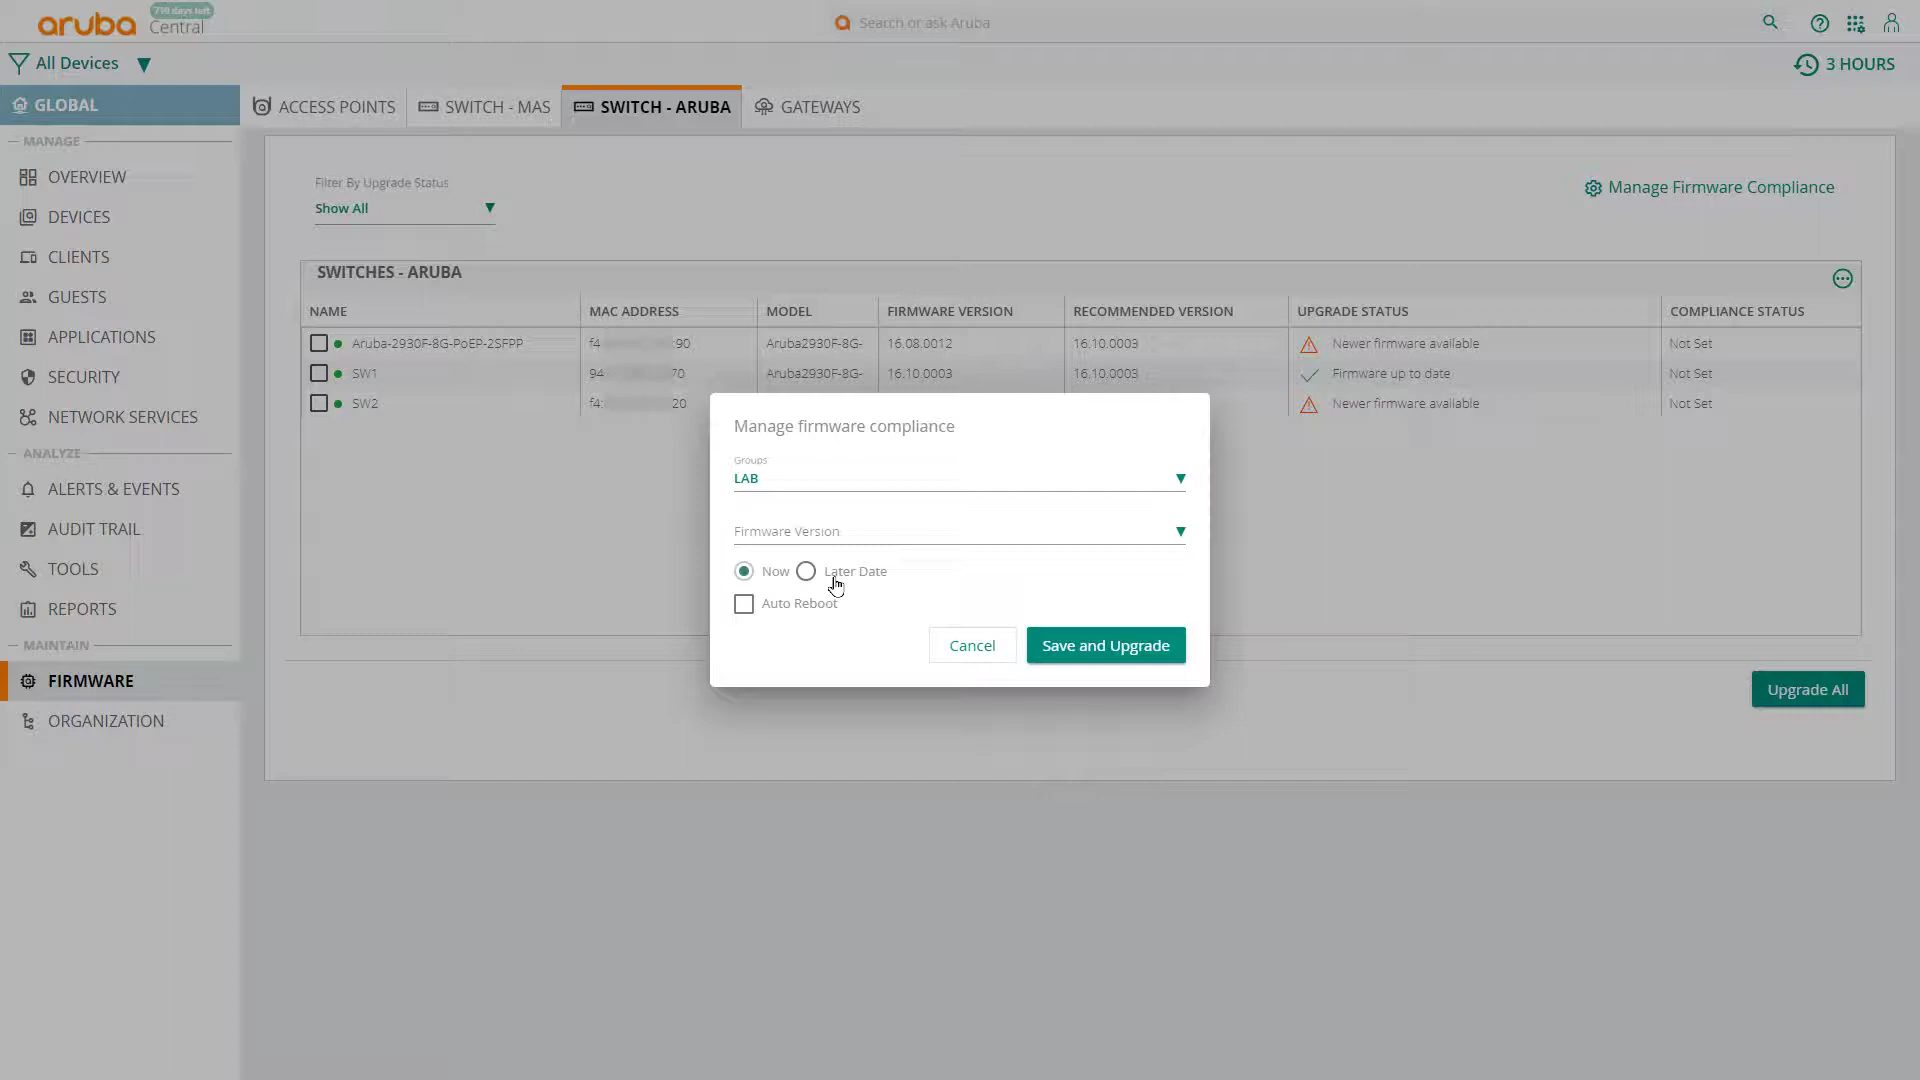 aruba
Central
719 days left
Search or ask Aruba
All Devices
3 HOURS
GLOBAL
ACCESS POINTS
SWITCH - MAS
SWITCH - ARUBA
GATEWAYS
MANAGE
OVERVIEW
DEVICES
CLIENTS
GUESTS
APPLICATIONS
SECURITY
NETWORK SERVICES
ANALYZE
ALERTS & EVENTS
AUDIT TRAIL
TOOLS
REPORTS
MAINTAIN
FIRMWARE
ORGANIZATION
Filter By Upgrade Status
Show All
Manage Firmware Compliance
SWITCHES - ARUBA
NAME MAC ADDRESS MODEL FIRMWARE VERSION RECOMMENDED VERSION UPGRADE STATUS COMPLIANCE STATUS
Aruba-2930F-8G-PoEP-2SFPP f4 :90 Aruba2930F-8G- 16.08.0012 16.10.0003 Newer firmware available Not Set
SW1 94 70 Aruba2930F-8G- 16.10.0003 16.10.0003 Firmware up to date Not Set
SW2 f4: 20 Newer firmware available Not Set
Manage firmware compliance
Groups
LAB
Firmware Version
Now Later Date
Auto Reboot
Cancel Save and Upgrade
Upgrade All